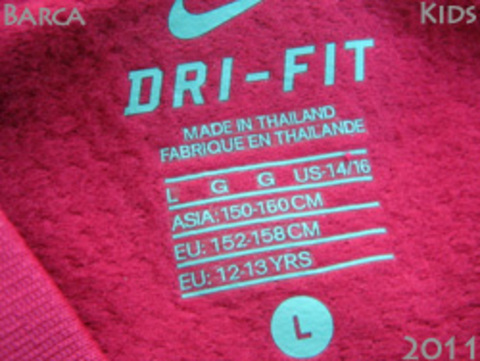 Barca
Kids
DRI-FIT
MADE IN THAILAND
FABRIQUE EN THAILANDE
L G G US-14/16
ASIA: 150-160 CM
EU: 152-158 CM
EU: 12-13 YRS
L
2011